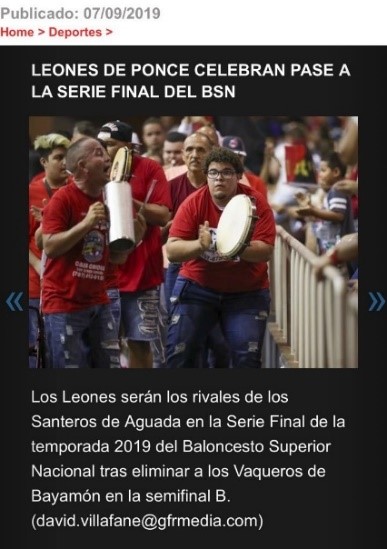 Publicado: 07/09/2019
Home > Deportes >
LEONES DE PONCE CELEBRAN PASE A
LA SERIE FINAL DEL BSN
Los Leones serán los rivales de los
Santeros de Aguada en la Serie Final de la
temporada 2019 del Baloncesto Superior
Nacional tras eliminar a los Vaqueros de
Bayamón en la semifinal B.
(david.villafane@gfrmedia.com)